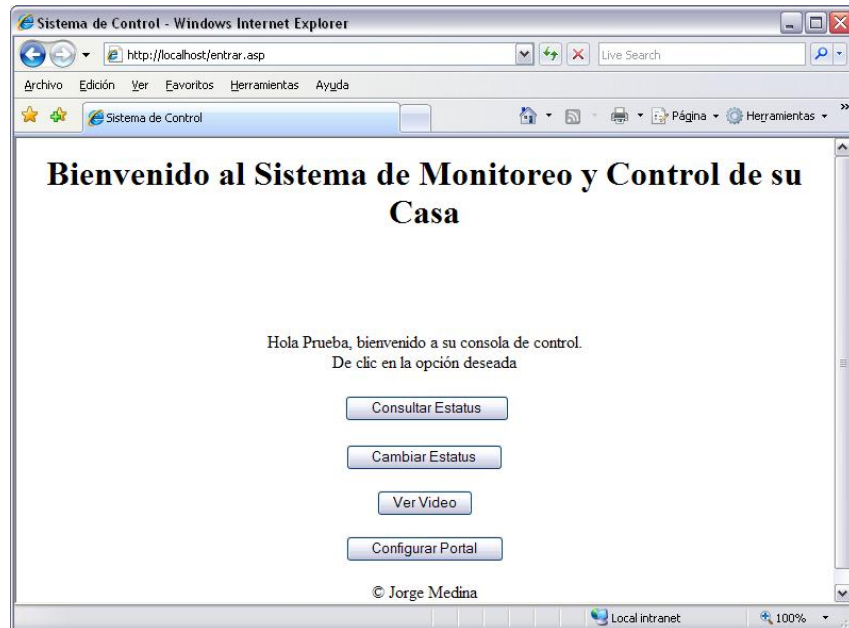 Sistema de Control - Windows Internet Explorer
http://localhost/entrar.asp
Live Search
Archivo Edición Ver Favoritos Herramientas Ayuda
Sistema de Control
Página Herramientas »
Bienvenido al Sistema de Monitoreo y Control de su
Casa
Hola Prueba, bienvenido a su consola de control.
De clic en la opción deseada
Consultar Estatus
Cambiar Estatus
Ver Video
Configurar Portal
© Jorge Medina
Local intranet 100%